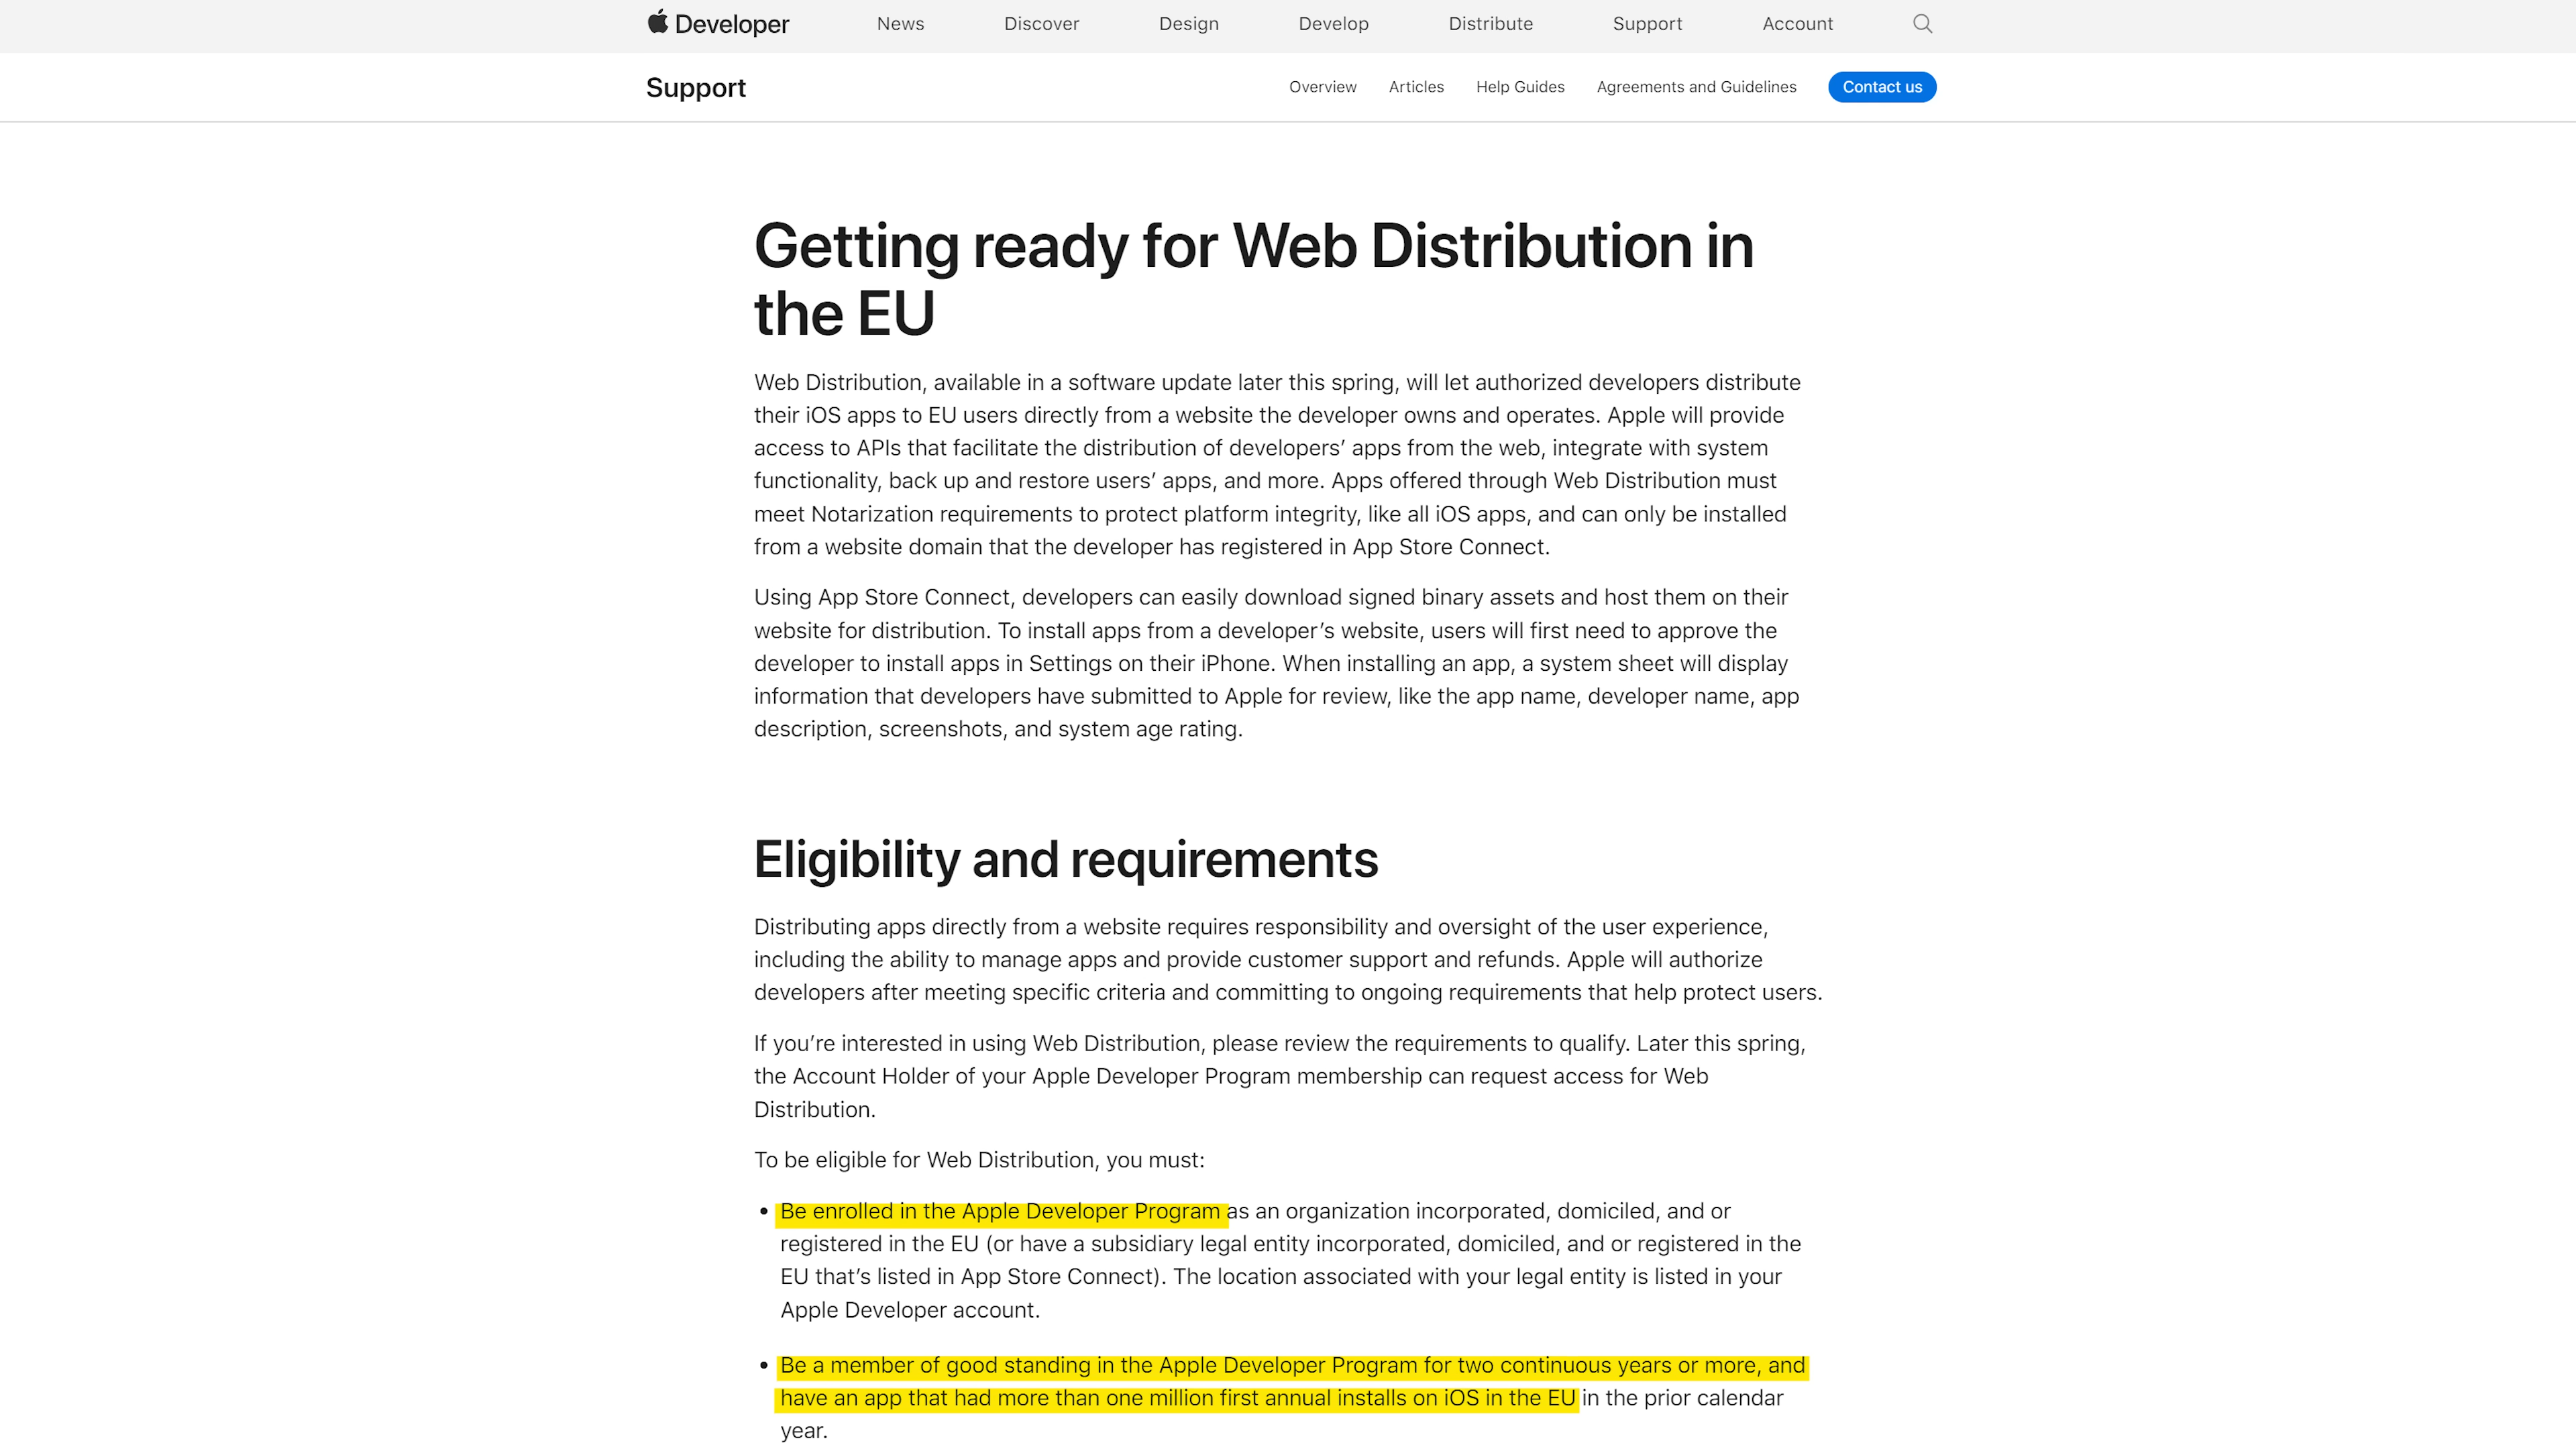 Developer News Discover Design Develop Distribute Support Account
Support Overview Articles Help Guides Agreements and Guidelines Contact us
Getting ready for Web Distribution in
the EU
Web Distribution, available in a software update later this spring, will let authorized developers distribute
their iOS apps to EU users directly from a website the developer owns and operates. Apple will provide
access to APIs that facilitate the distribution of developers’ apps from the web, integrate with system
functionality, back up and restore users’ apps, and more. Apps offered through Web Distribution must
meet Notarization requirements to protect platform integrity, like all iOS apps, and can only be installed
from a website domain that the developer has registered in App Store Connect.
Using App Store Connect, developers can easily download signed binary assets and host them on their
website for distribution. To install apps from a developer’s website, users will first need to approve the
developer to install apps in Settings on their iPhone. When installing an app, a system sheet will display
information that developers have submitted to Apple for review, like the app name, developer name, app
description, screenshots, and system age rating.
Eligibility and requirements
Distributing apps directly from a website requires responsibility and oversight of the user experience,
including the ability to manage apps and provide customer support and refunds. Apple will authorize
developers after meeting specific criteria and committing to ongoing requirements that help protect users.
If you’re interested in using Web Distribution, please review the requirements to qualify. Later this spring,
the Account Holder of your Apple Developer Program membership can request access for Web
Distribution.
To be eligible for Web Distribution, you must:
• Be enrolled in the Apple Developer Program as an organization incorporated, domiciled, and or
registered in the EU (or have a subsidiary legal entity incorporated, domiciled, and or registered in the
EU that’s listed in App Store Connect). The location associated with your legal entity is listed in your
Apple Developer account.
• Be a member of good standing in the Apple Developer Program for two continuous years or more, and
have an app that had more than one million first annual installs on iOS in the EU in the prior calendar
year.